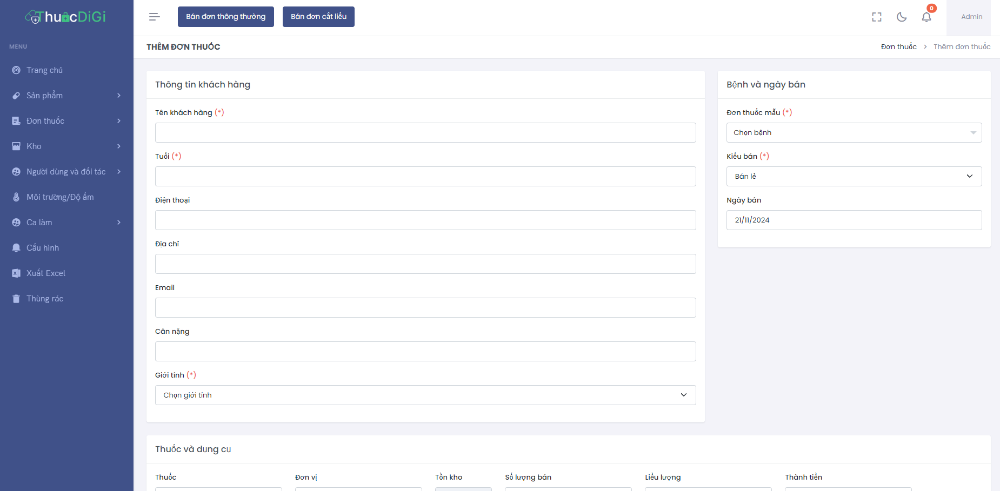 ThuốcDiGi
Bán đơn thông thường
Bán đơn cắt liều
0
Admin
MENU
Trang chủ
Sản phẩm
Đơn thuốc
Kho
Người dùng và đối tác
Môi trường/Độ ẩm
Ca làm
Cấu hình
Xuất Excel
Thùng rác
THÊM ĐƠN THUỐC
Đơn thuốc > Thêm đơn thuốc
Thông tin khách hàng
Tên khách hàng (*)
Tuổi (*)
Điện thoại
Địa chỉ
Email
Cân nặng
Giới tính (*)
Chọn giới tính
Bệnh và ngày bán
Đơn thuốc mẫu (*)
Chọn bệnh
Kiểu bán (*)
Bán lẻ
Ngày bán
21/11/2024
Thuốc và dụng cụ
Thuốc Đơn vị Tồn kho Số lượng bán Liều lượng Thành tiền